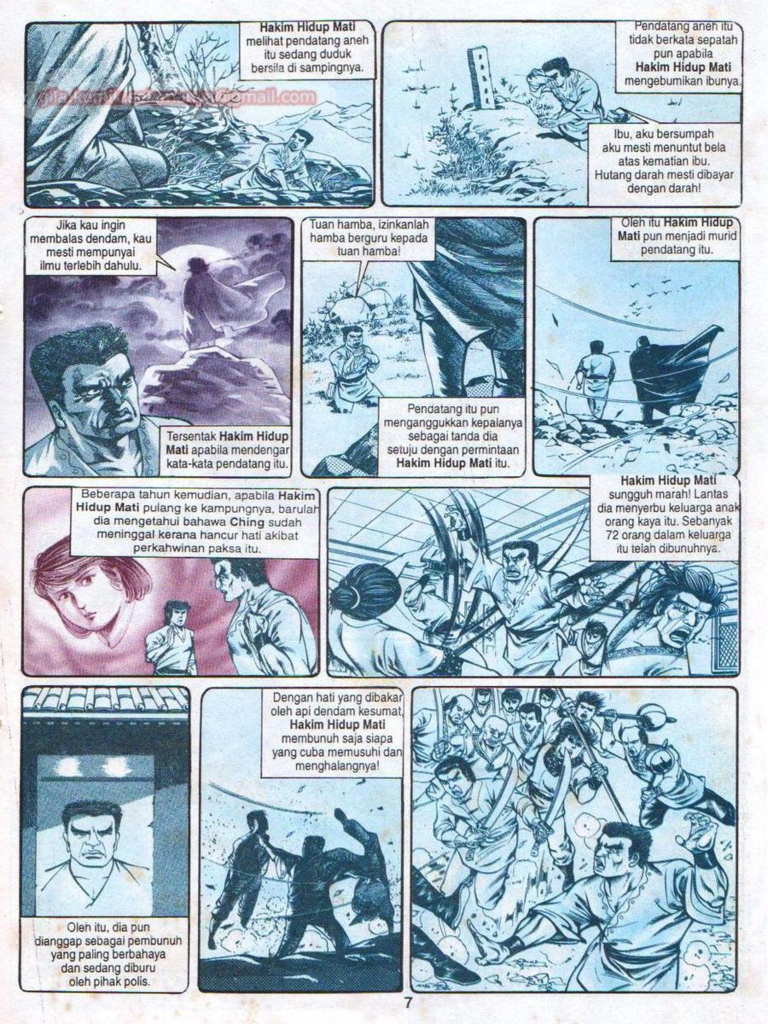 Hakim Hidup Mati
melihat pendatang aneh
itu sedang duduk
bersila di sampingnya.
Pendatang aneh itu
tidak berkata sepatah
pun apabila
Hakim Hidup Mati
mengebumikan ibunya.
Ibu, aku bersumpah
aku mesti menuntut bela
atas kematian ibu.
Hutang darah mesti dibayar
dengan darah!
Jika kau ingin
membalas dendam, kau
mesti mempunyai
ilmu terlebih dahulu.
Tersentak Hakim Hidup
Mati apabila mendengar
kata-kata pendatang itu.
Tuan hamba, izinkanlah
hamba berguru kepada
tuan hamba!
Pendatang itu pun
menganggukkan kepalanya
sebagai tanda dia
setuju dengan permintaan
Hakim Hidup Mati itu.
Oleh itu Hakim Hidup
Mati pun menjadi murid
pendatang itu.
Beberapa tahun kemudian, apabila Hakim
Hidup Mati pulang ke kampungnya, barulah
dia mengetahui bahawa Ching sudah
meninggal kerana hancur hati akibat
perkahwinan paksa itu.
Hakim Hidup Mati
sungguh marah! Lantas
dia menyerbu keluarga anak
orang kaya itu. Sebanyak
72 orang dalam keluarga
itu telah dibunuhnya.
Oleh itu, dia pun
dianggap sebagai pembunuh
yang paling berbahaya
dan sedang diburu
oleh pihak polis.
Dengan hati yang dibakar
oleh api dendam kesumat,
Hakim Hidup Mati
membunuh saja siapa
yang cuba memusuhi dan
menghalangnya!
7